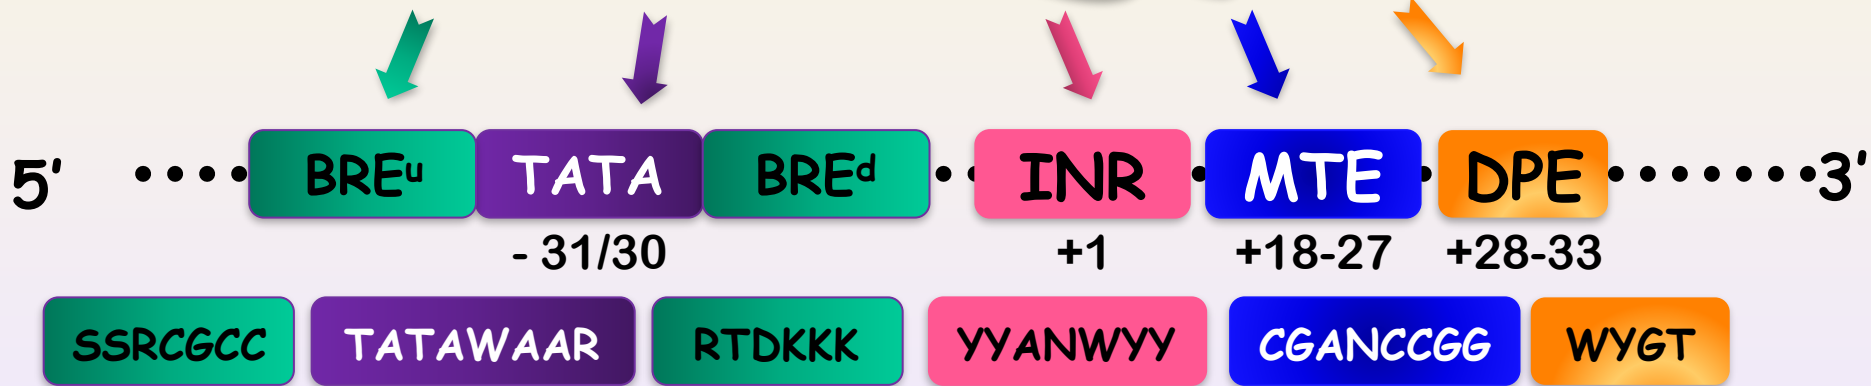 5' BREᵘ TATA BREᵈ INR MTE DPE 3'
- 31/30 +1 +18-27 +28-33
SSRCGCC TATAWAAR RTDKKK YYANWYY CGANCCGG WYGT